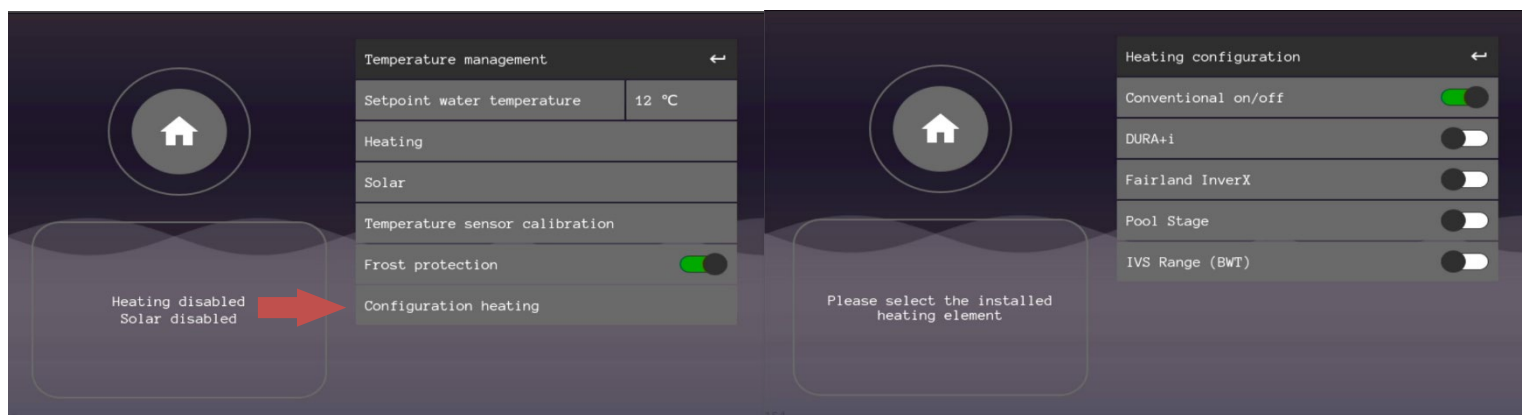 Temperature management
Setpoint water temperature 12 °C
Heating
Solar
Temperature sensor calibration
Frost protection
Configuration heating
Heating disabled
Solar disabled
Heating configuration
Conventional on/off
DURA+i
Fairland InverX
Pool Stage
IVS Range (BWT)
Please select the installed
heating element